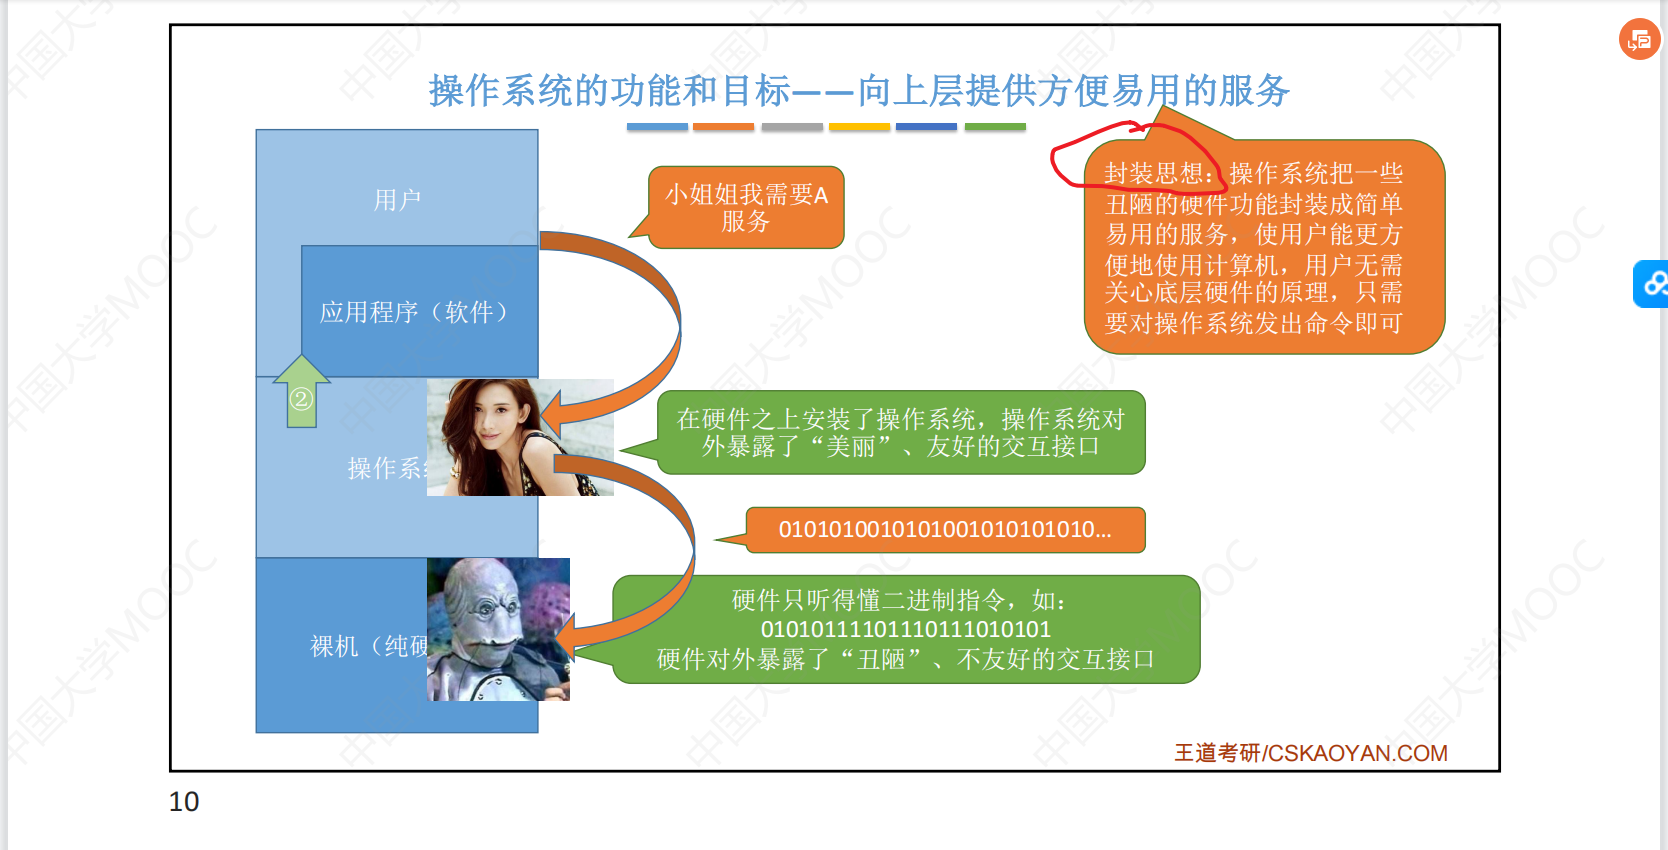 操作系统的功能和目标——向上层提供方便易用的服务
用户
应用程序（软件）
②
操作系
裸机（纯硬
小姐姐我需要A
服务
封装思想：操作系统把一些
丑陋的硬件功能封装成简单
易用的服务，使用户能更方
便地使用计算机，用户无需
关心底层硬件的原理，只需
要对操作系统发出命令即可
在硬件之上安装了操作系统，操作系统对
外暴露了“美丽”、友好的交互接口
0101010010101001010101010...
硬件只听得懂二进制指令，如：
01010111101110111010101
硬件对外暴露了“丑陋”、不友好的交互接口
王道考研/CSKAOYAN.COM
10
中国大学MOOC